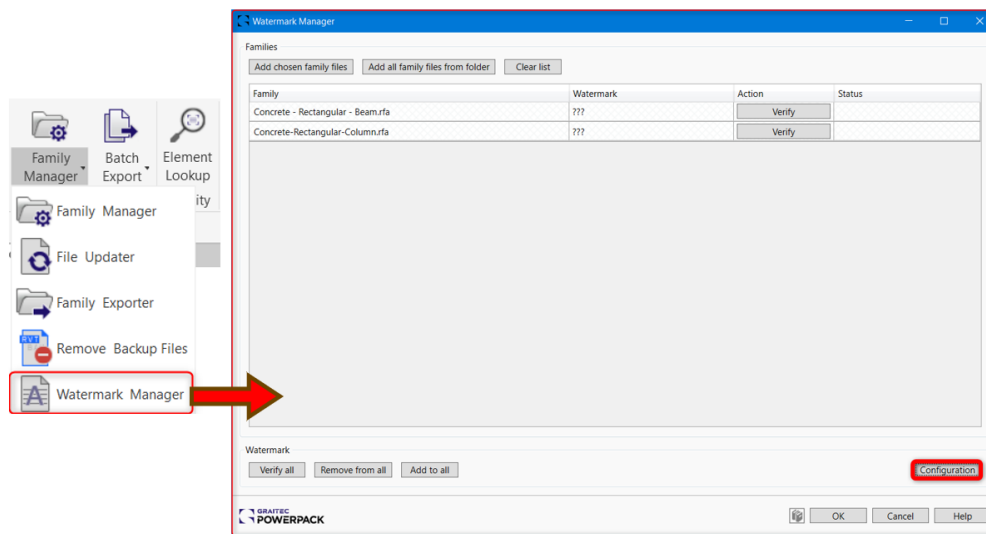 Family
Manager
Batch
Export
Element
Lookup
ity
Family Manager
File Updater
Family Exporter
RVT
Remove Backup Files
A
Watermark Manager
Watermark Manager
Families
Add chosen family files
Add all family files from folder
Clear list
Family Watermark Action Status
Concrete - Rectangular - Beam.rfa ??? Verify
Concrete-Rectangular-Column.rfa ??? Verify
Watermark
Verify all
Remove from all
Add to all
Configuration
GRAITEC
POWERPACK
OK
Cancel
Help